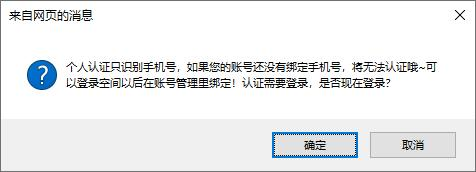 来自网页的消息
个人认证只识别手机号，如果您的账号还没有绑定手机号，将无法认证哦~可
以登录空间以后在账号管理里绑定！认证需要登录，是否现在登录？
确定
取消